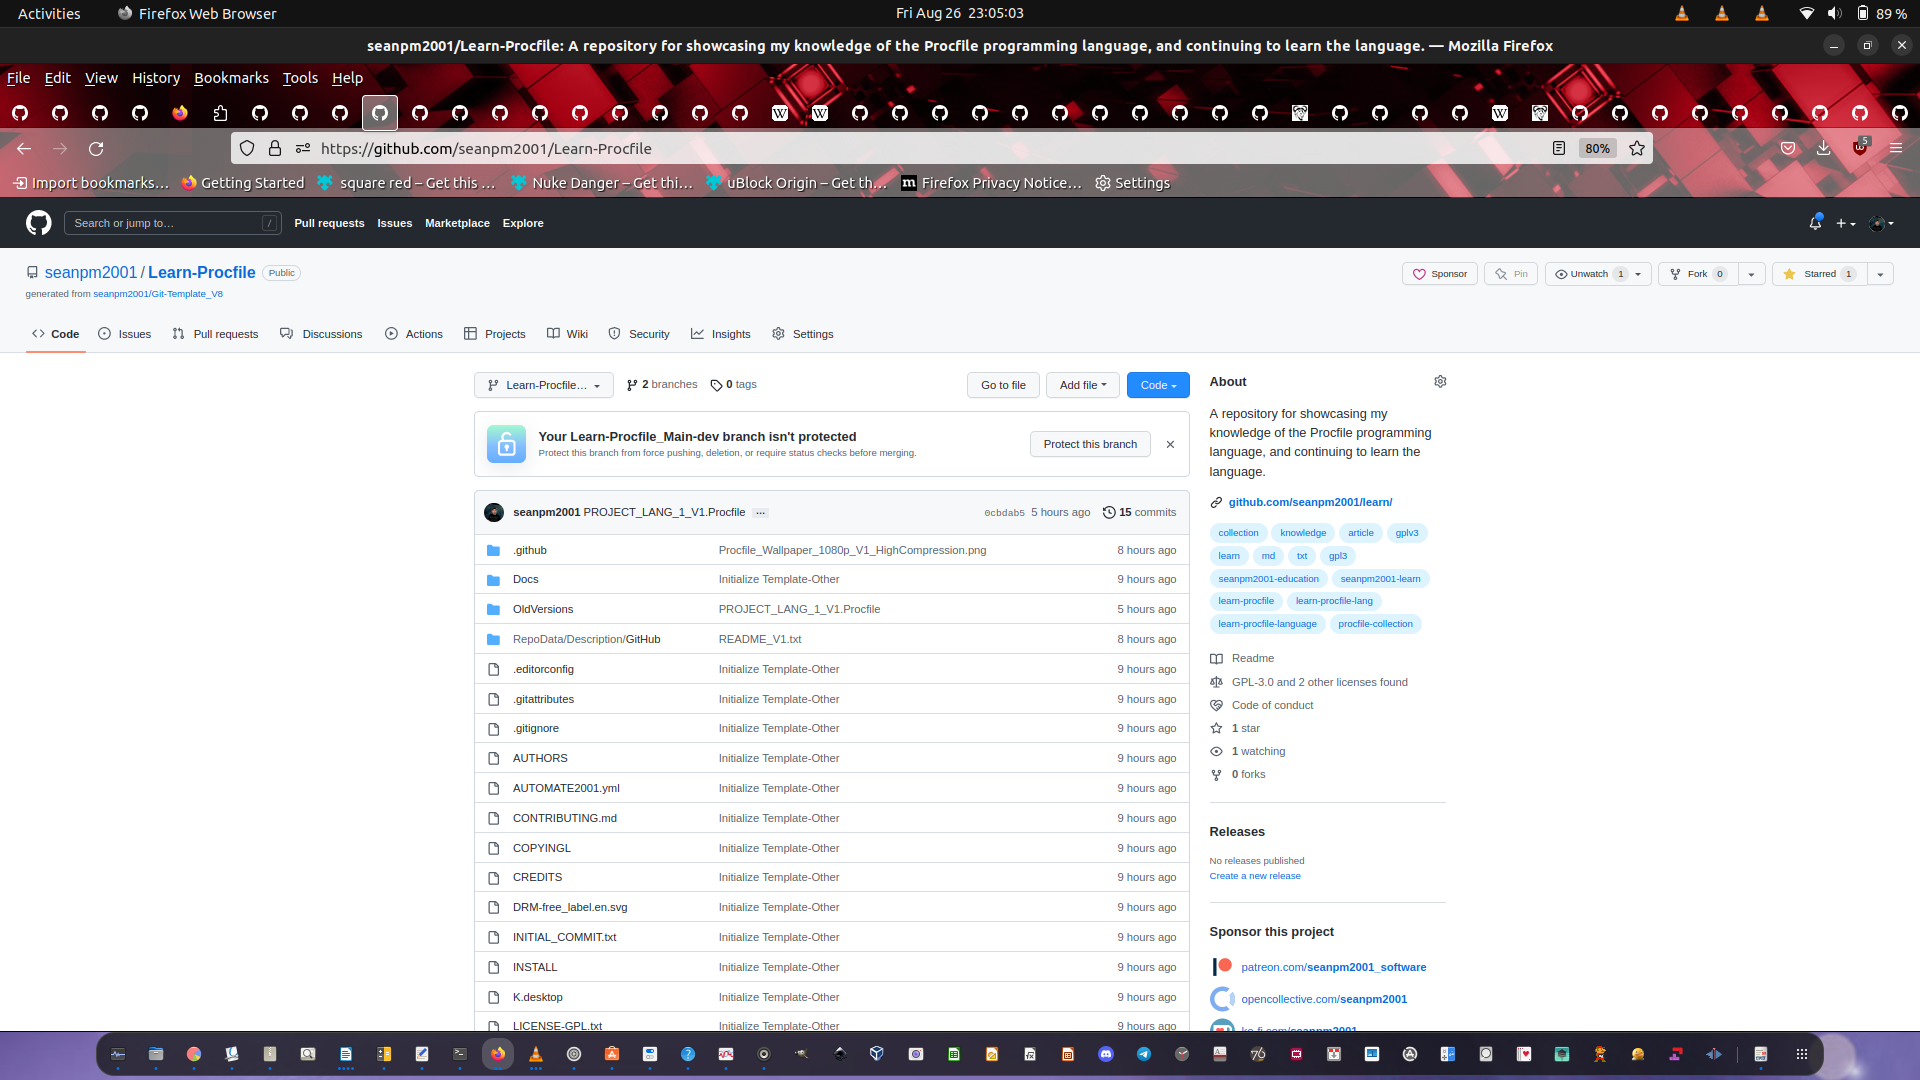 Activities
Firefox Web Browser
Fri Aug 26 23:05:03
89 %
seanpm2001/Learn-Procfile: A repository for showcasing my knowledge of the Procfile programming language, and continuing to learn the language. — Mozilla Firefox
File Edit View History Bookmarks Tools Help
https://github.com/seanpm2001/Learn-Procfile
80%
5
Import bookmarks…
Getting Started
square red – Get this …
Nuke Danger – Get thi…
uBlock Origin – Get th…
Firefox Privacy Notice…
Settings
Search or jump to…
/
Pull requests
Issues
Marketplace
Explore
seanpm2001 / Learn-Procfile
Public
generated from seanpm2001/Git-Template_V8
Sponsor
Pin
Unwatch 1
Fork 0
Starred 1
Code
Issues
Pull requests
Discussions
Actions
Projects
Wiki
Security
Insights
Settings
Learn-Procfile…
2 branches
0 tags
Go to file
Add file
Code
Your Learn-Procfile_Main-dev branch isn't protected
Protect this branch from force pushing, deletion, or require status checks before merging.
Protect this branch
seanpm2001 PROJECT_LANG_1_V1.Procfile …
0cbdab5 5 hours ago
15 commits
.github Procfile_Wallpaper_1080p_V1_HighCompression.png 8 hours ago
Docs Initialize Template-Other 9 hours ago
OldVersions PROJECT_LANG_1_V1.Procfile 5 hours ago
RepoData/Description/GitHub README_V1.txt 8 hours ago
.editorconfig Initialize Template-Other 9 hours ago
.gitattributes Initialize Template-Other 9 hours ago
.gitignore Initialize Template-Other 9 hours ago
AUTHORS Initialize Template-Other 9 hours ago
AUTOMATE2001.yml Initialize Template-Other 9 hours ago
CONTRIBUTING.md Initialize Template-Other 9 hours ago
COPYINGL Initialize Template-Other 9 hours ago
CREDITS Initialize Template-Other 9 hours ago
DRM-free_label.en.svg Initialize Template-Other 9 hours ago
INITIAL_COMMIT.txt Initialize Template-Other 9 hours ago
INSTALL Initialize Template-Other 9 hours ago
K.desktop Initialize Template-Other 9 hours ago
LICENSE-GPL.txt Initialize Template-Other 9 hours ago
About
A repository for showcasing my
knowledge of the Procfile programming
language, and continuing to learn the
language.
github.com/seanpm2001/learn/
collection knowledge article gplv3
learn md txt gpl3
seanpm2001-education seanpm2001-learn
learn-procfile learn-procfile-lang
learn-procfile-language procfile-collection
Readme
GPL-3.0 and 2 other licenses found
Code of conduct
1 star
1 watching
0 forks
Releases
No releases published
Create a new release
Sponsor this project
patreon.com/seanpm2001_software
opencollective.com/seanpm2001
ko-fi.com/seanpm2001